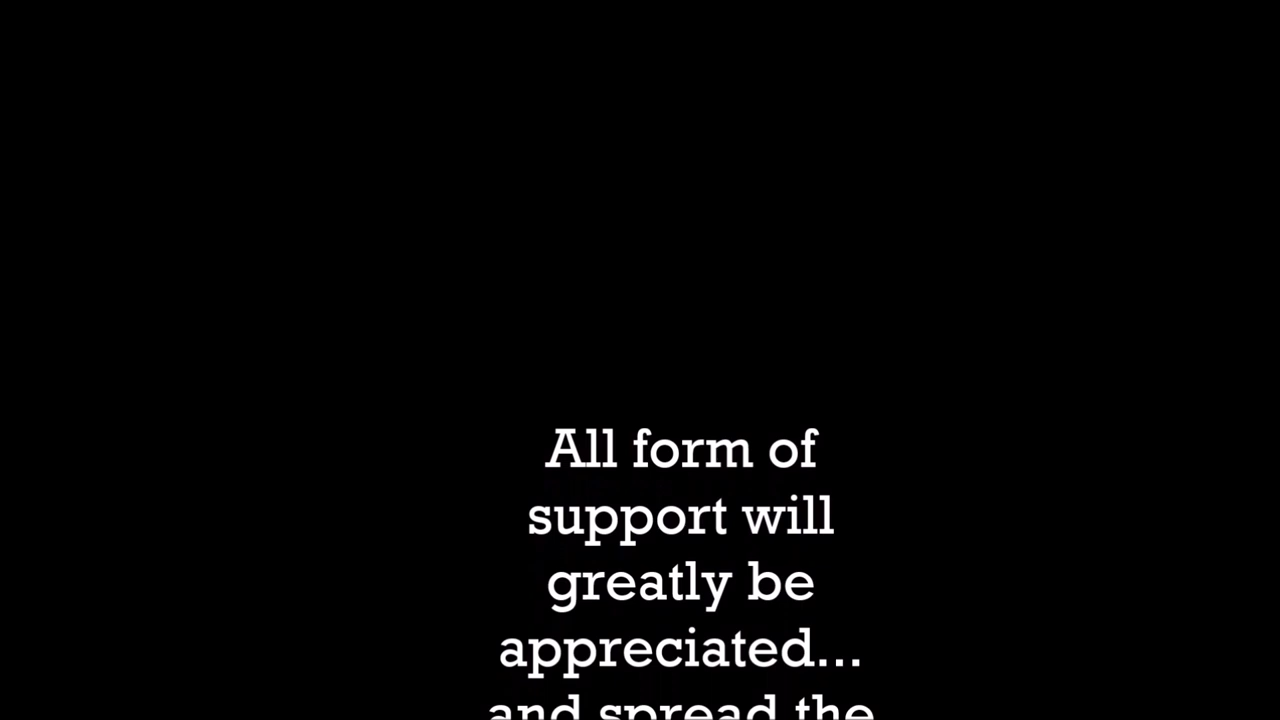 All form of
support will
greatly be
appreciated...
and spread the